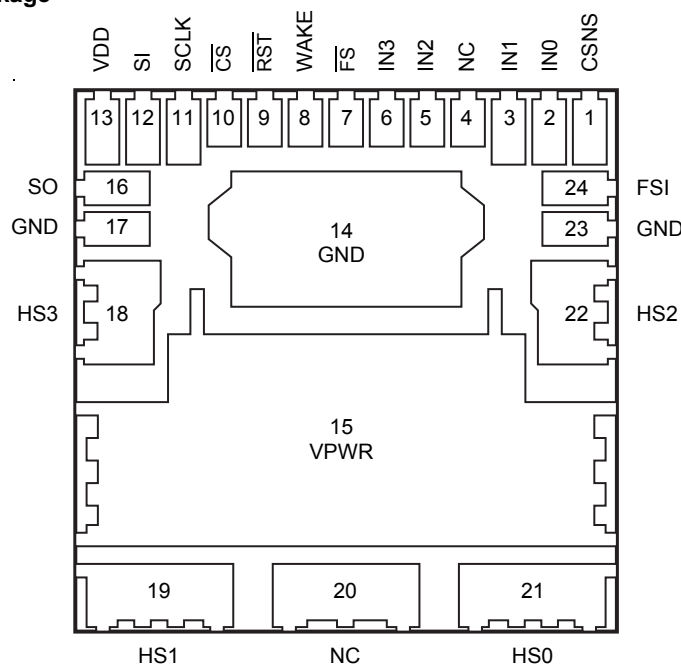 VDD SI SCLK CS RST WAKE FS IN3 IN2 NC IN1 IN0 CSNS
13 12 11 10 9 8 7 6 5 4 3 2 1
SO 16 24 FSI
GND 17 23 GND
14
GND
HS3 18 22 HS2
15
VPWR
19 20 21
HS1 NC HS0